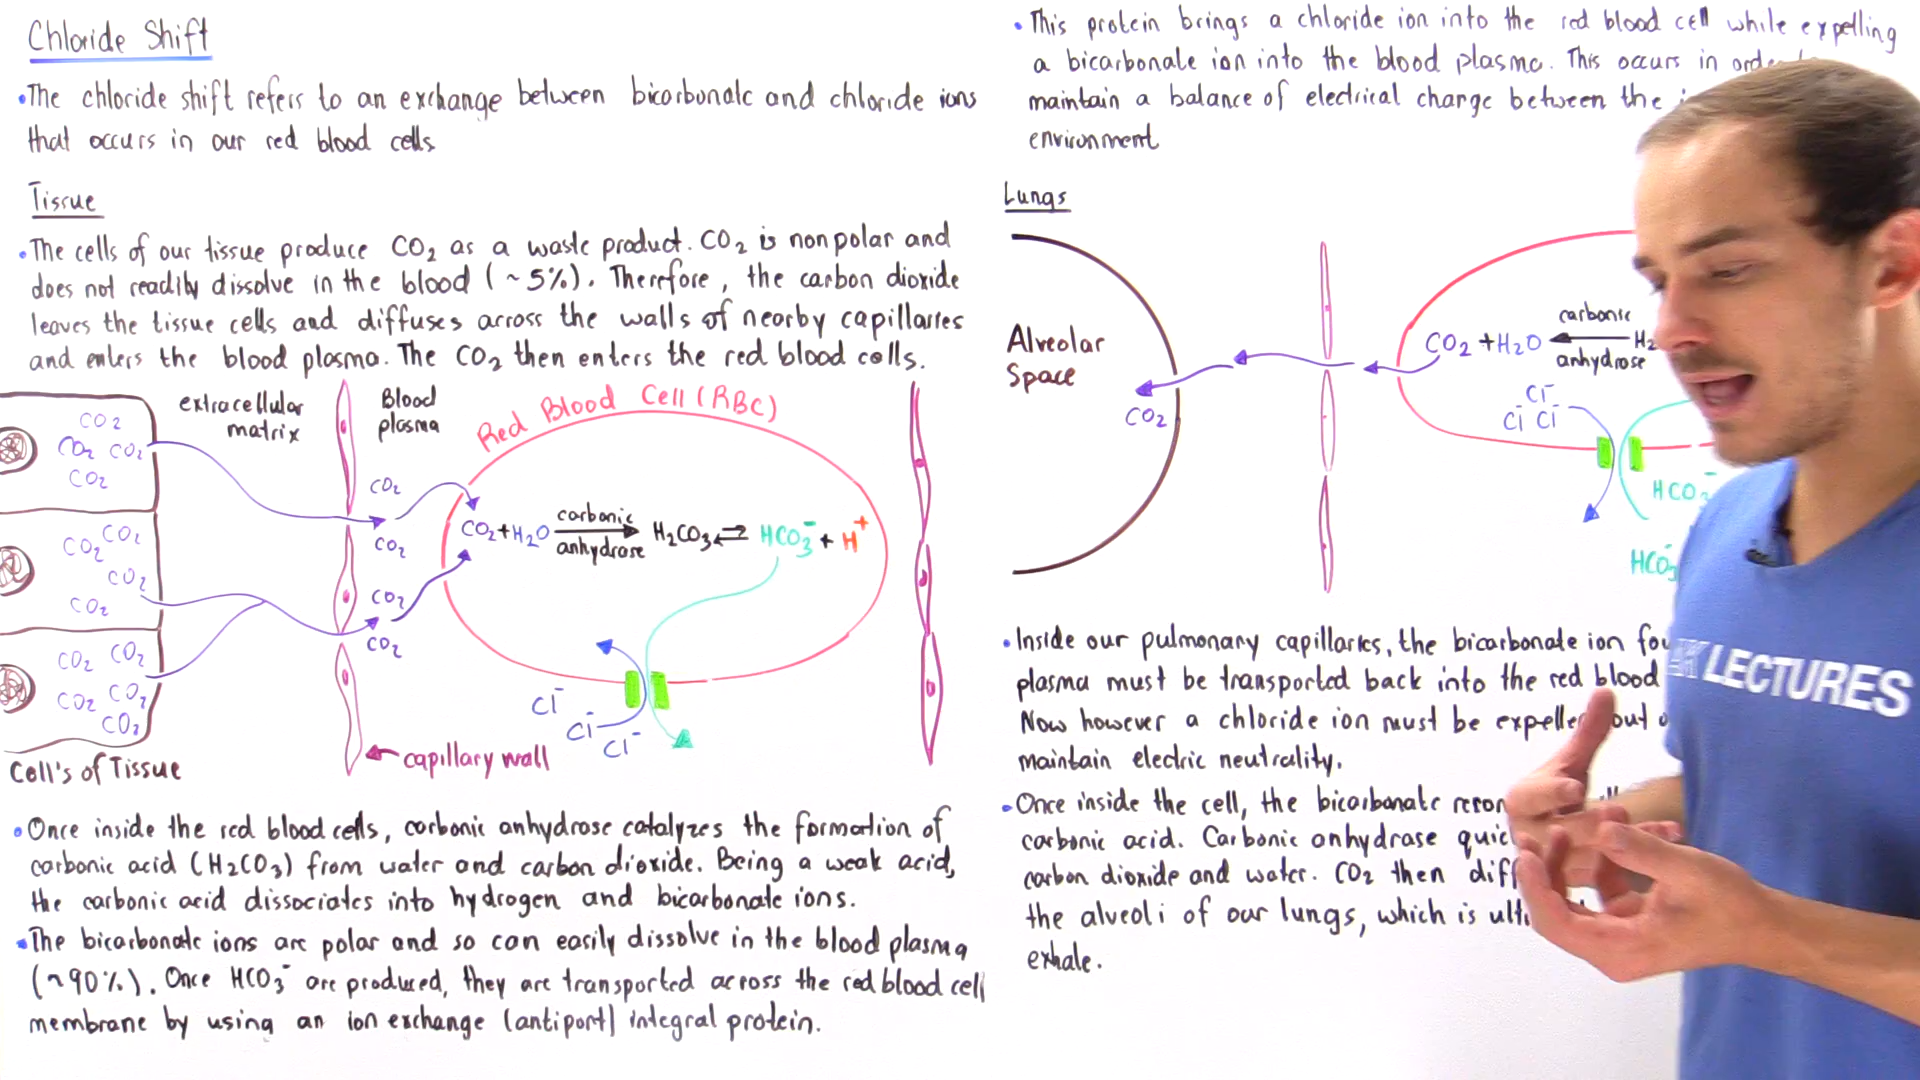 Chloride Shift
•The chloride shift refers to an exchange between bicarbonate and chloride ions
that occurs in our red blood cells
Tissue
•The cells of our tissue produce CO₂ as a waste product. CO₂ is nonpolar and
does not readily dissolve in the blood (~5%). Therefore, the carbon dioxide
leaves the tissue cells and diffuses across the walls of nearby capillaries
and enters the blood plasma. The CO₂ then enters the red blood cells.
extracellular
matrix
Blood
plasma
Red Blood Cell (RBC)
CO₂
CO₂ CO₂
CO₂
CO₂
CO₂
CO₂
CO₂
CO₂ CO₂
CO₂ CO₂
CO₂
CO₂
CO₂
CO₂
CO₂
CO₂+H₂O
carbonic
anhydrase
H₂CO₃ ⇌ HCO₃⁻ + H⁺
Cl⁻
Cl⁻
Cl⁻
capillary wall
Cell's of Tissue
•Once inside the red blood cells, carbonic anhydrase catalyzes the formation of
carbonic acid (H₂CO₃) from water and carbon dioxide. Being a weak acid,
the carbonic acid dissociates into hydrogen and bicarbonate ions.
•The bicarbonate ions are polar and so can easily dissolve in the blood plasma
(~90%). Once HCO₃⁻ are produced, they are transported across the red blood cell
membrane by using an ion exchange (antiport) integral protein.
•This protein brings a chloride ion into the red blood cell while expelling
a bicarbonate ion into the blood plasma. This occurs in
maintain a balance of electrical charge between the
environment
Lungs
Alveolar
Space
CO₂
CO₂+H₂O
carbonic
anhydrase
H₂
Cl⁻
Cl⁻ Cl⁻
HCO₃⁻
HCO₃⁻
•Inside our pulmonary capillaries, the bicarbonate ion
plasma must be transported back into the red blood
Now however a chloride ion must be expelled out
maintain electric neutrality.
•Once inside the cell, the bicarbonate
carbonic acid. Carbonic anhydrase
carbon dioxide and water. CO₂ then
the alveoli of our lungs, which is
exhale.
AK LECTURES